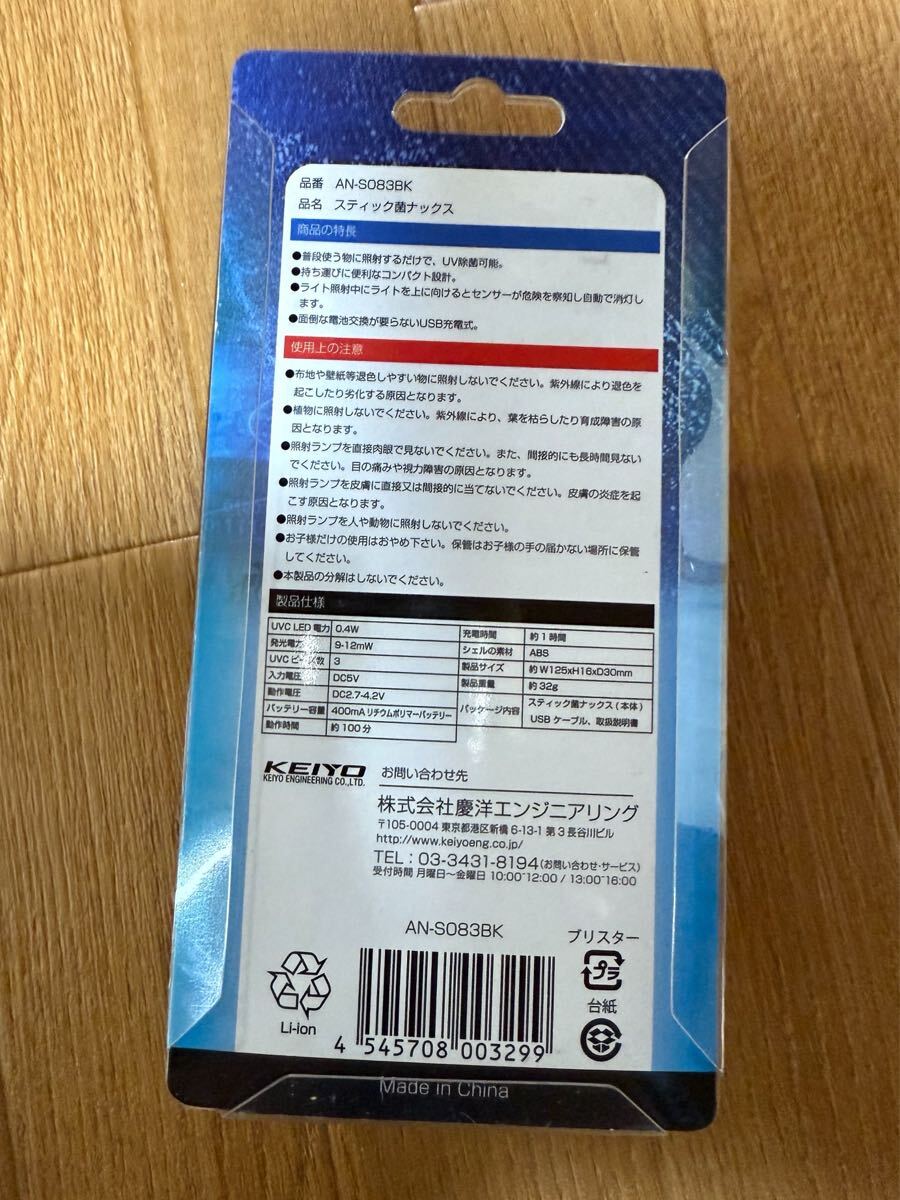 品番 AN-S083BK
品名 スティック菌ナックス
商品の特長
●普段使う物に照射するだけで、UV除菌可能。
●持ち運びに便利なコンパクト設計。
●ライト照射中にライトを上に向けるとセンサーが危険を察知し自動で消灯し
ます。
●面倒な電池交換が要らないUSB充電式。
使用上の注意
●布地や壁紙等退色しやすい物に照射しないでください。紫外線により退色を
起こしたり劣化する原因となります。
●植物に照射しないでください。紫外線により、葉を枯らしたり育成障害の原
因となります。
●照射ランプを直接肉眼で見ないでください。また、間接的にも長時間見ない
でください。目の痛みや視力障害の原因となります。
●照射ランプを皮膚に直接又は間接的に当てないでください。皮膚の炎症を起
こす原因となります。
●照射ランプを人や動物に照射しないでください。
●お子様だけの使用はおやめ下さい。保管はお子様の手の届かない場所に保管
してください。
●本製品の分解はしないでください。
製品仕様
UVC LED 電力 0.4W
発光電力 9-12mW
UVC ピース数 3
入力電圧 DC5V
動作電圧 DC2.7-4.2V
バッテリー容量 400mA リチウムポリマーバッテリー
動作時間 約100分
充電時間 約1時間
シェルの素材 ABS
製品サイズ 約W125xH16xD30mm
製品重量 約32g
パッケージ内容 スティック菌ナックス(本体)
USB ケーブル、取扱説明書
KEIYO
KEIYO ENGINEERING CO.,LTD.
お問い合わせ先
株式会社慶洋エンジニアリング
〒105-0004 東京都港区新橋 6-13-1 第3長谷川ビル
http://www.keiyoeng.co.jp/
TEL：03-3431-8194(お問い合わせ・サービス)
受付時間 月曜日～金曜日 10:00~12:00 / 13:00~16:00
AN-S083BK
ブリスター
プラ
台紙
Li-ion
4 545708 003299
Made in China